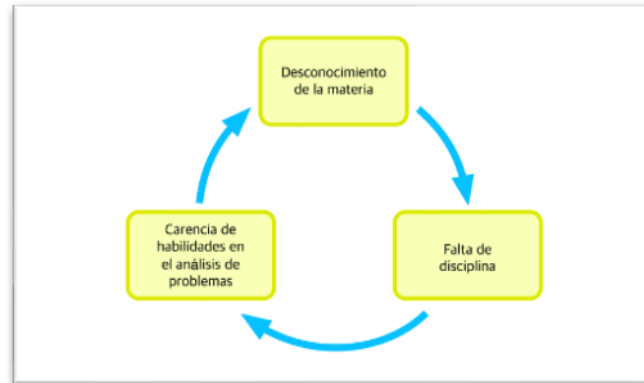 Desconocimiento
de la materia
Falta de
disciplina
Carencia de
habilidades en
el análisis de
problemas